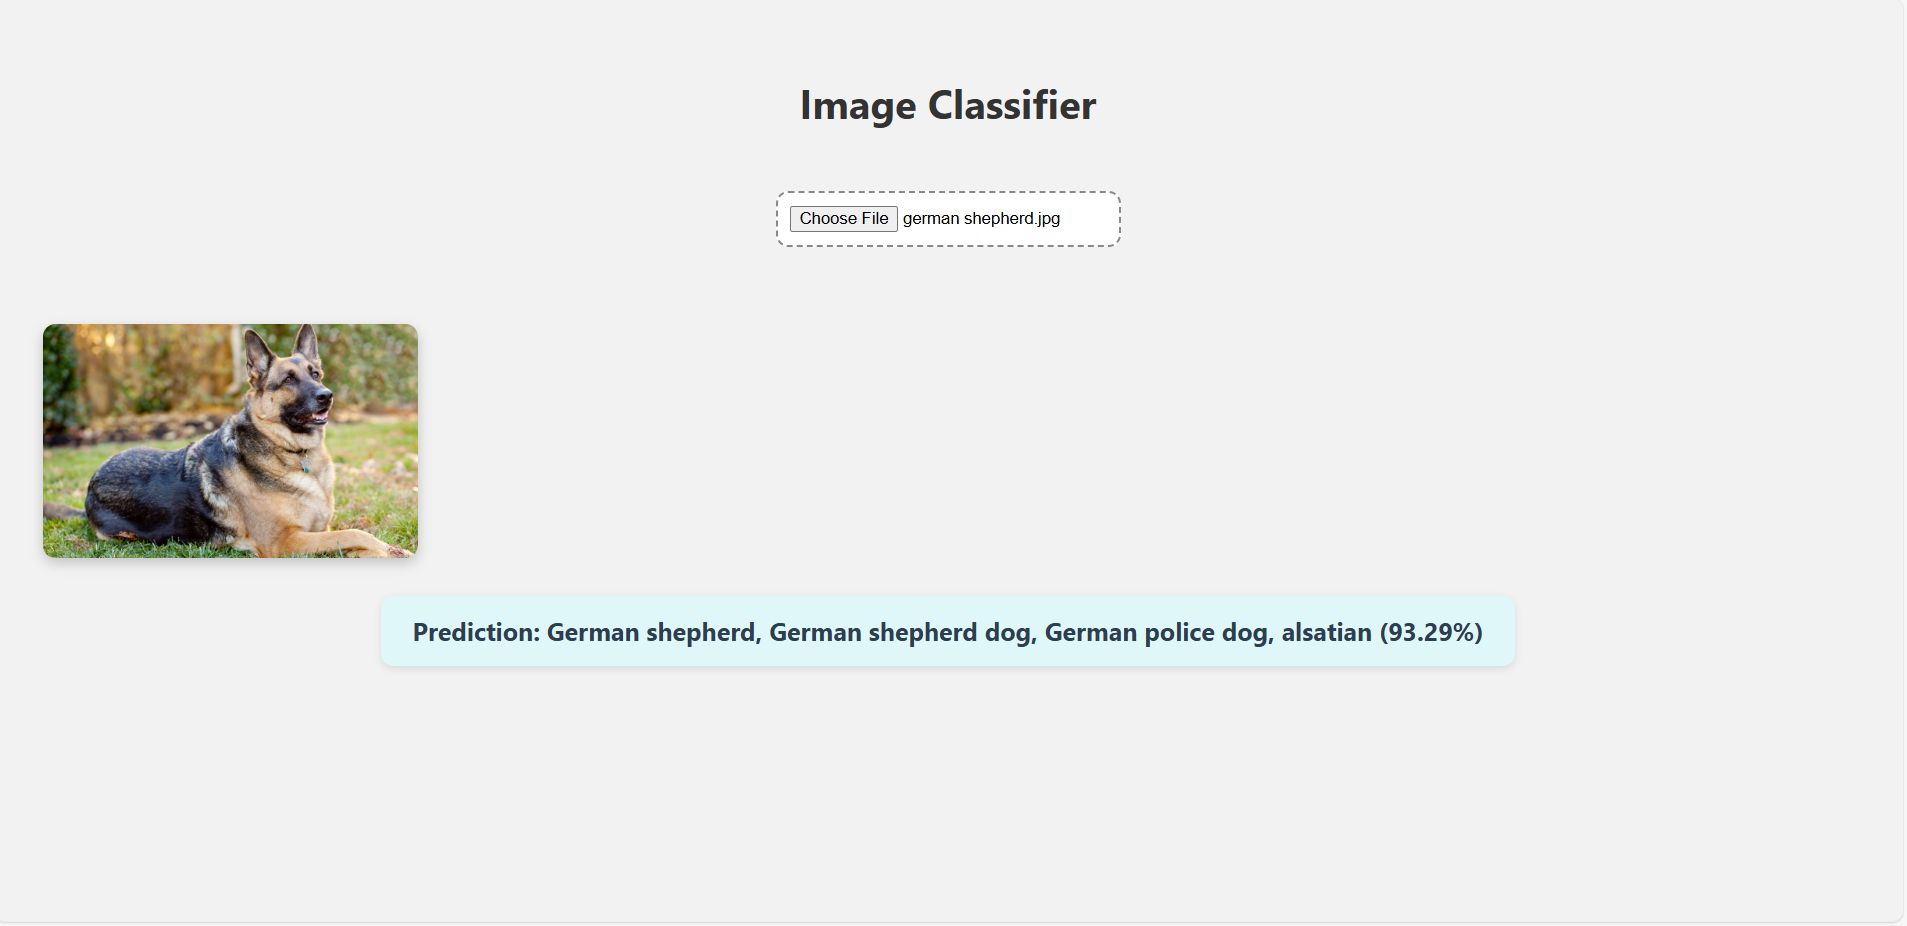 Image Classifier
Choose File german shepherd.jpg
Prediction: German shepherd, German shepherd dog, German police dog, alsatian (93.29%)